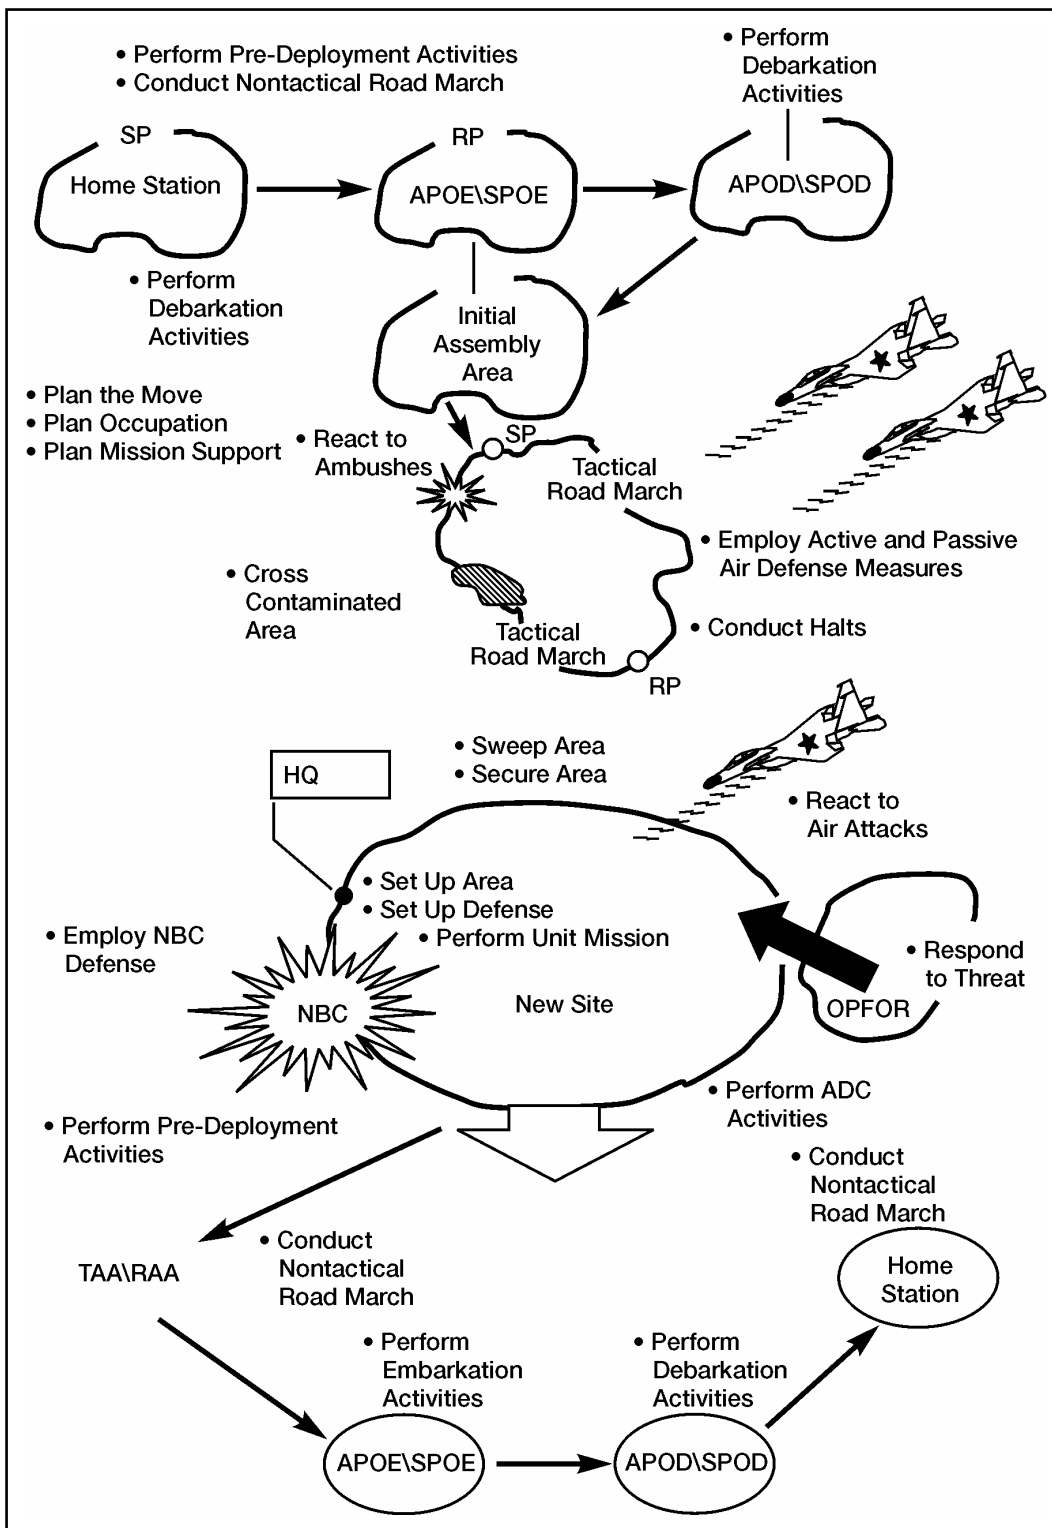 • Perform Pre-Deployment Activities
• Conduct Nontactical Road March
• Perform
Debarkation
Activities
SP
Home Station
RP
APOE\SPOE
APOD\SPOD
• Perform
Debarkation
Activities
Initial
Assembly
Area
• Plan the Move
• Plan Occupation
• Plan Mission Support
• React to
Ambushes
SP
Tactical
Road March
• Employ Active and Passive
Air Defense Measures
• Cross
Contaminated
Area
Tactical
Road March
• Conduct Halts
RP
• Sweep Area
• Secure Area
HQ
• React to
Air Attacks
• Set Up Area
• Set Up Defense
• Perform Unit Mission
• Employ NBC
Defense
• Respond
to Threat
NBC
New Site
OPFOR
• Perform ADC
Activities
• Perform Pre-Deployment
Activities
• Conduct
Nontactical
Road March
TAA\RAA
• Conduct
Nontactical
Road March
Home
Station
• Perform
Embarkation
Activities
• Perform
Debarkation
Activities
APOE\SPOE
APOD\SPOD